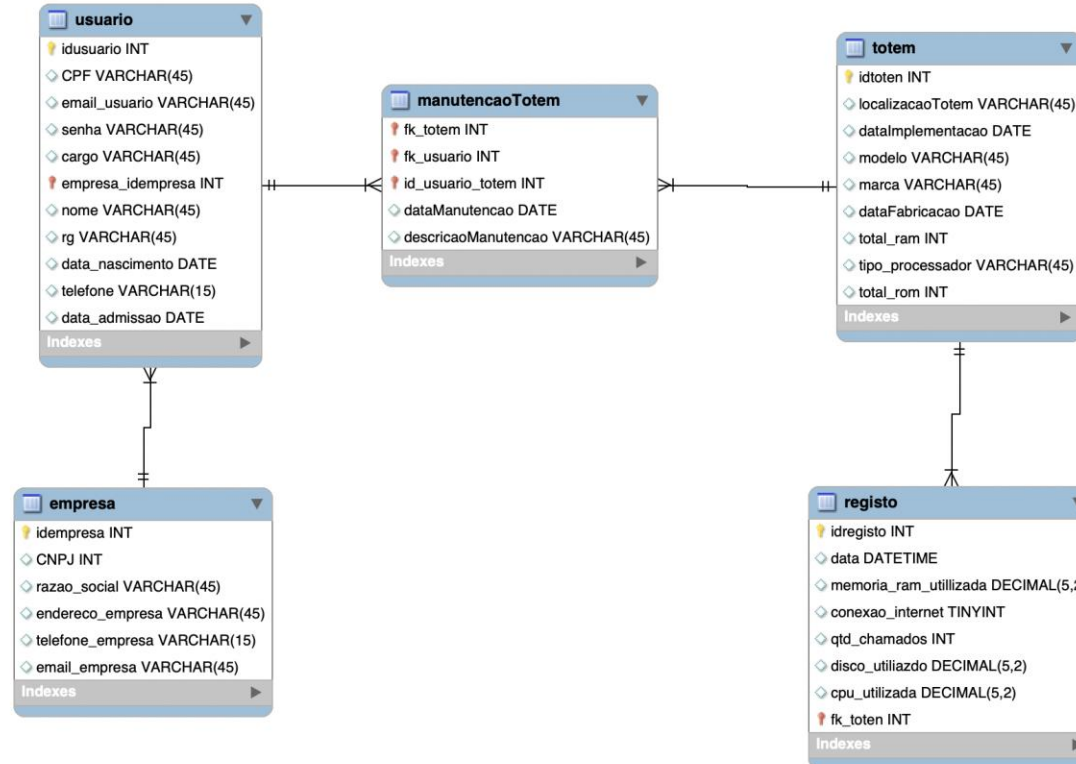 usuario
idusuario INT
CPF VARCHAR(45)
email_usuario VARCHAR(45)
senha VARCHAR(45)
cargo VARCHAR(45)
empresa_idempresa INT
nome VARCHAR(45)
rg VARCHAR(45)
data_nascimento DATE
telefone VARCHAR(15)
data_admissao DATE
Indexes
manutencaoTotem
fk_totem INT
fk_usuario INT
id_usuario_totem INT
dataManutencao DATE
descricaoManutencao VARCHAR(45)
Indexes
totem
idtoten INT
localizacaoTotem VARCHAR(45)
dataImplementacao DATE
modelo VARCHAR(45)
marca VARCHAR(45)
dataFabricacao DATE
total_ram INT
tipo_processador VARCHAR(45)
total_rom INT
Indexes
empresa
idempresa INT
CNPJ INT
razao_social VARCHAR(45)
endereco_empresa VARCHAR(45)
telefone_empresa VARCHAR(15)
email_empresa VARCHAR(45)
Indexes
registo
idregisto INT
data DATETIME
memoria_ram_utillizada DECIMAL(5,2
conexao_internet TINYINT
qtd_chamados INT
disco_utiliazdo DECIMAL(5,2)
cpu_utilizada DECIMAL(5,2)
fk_toten INT
Indexes